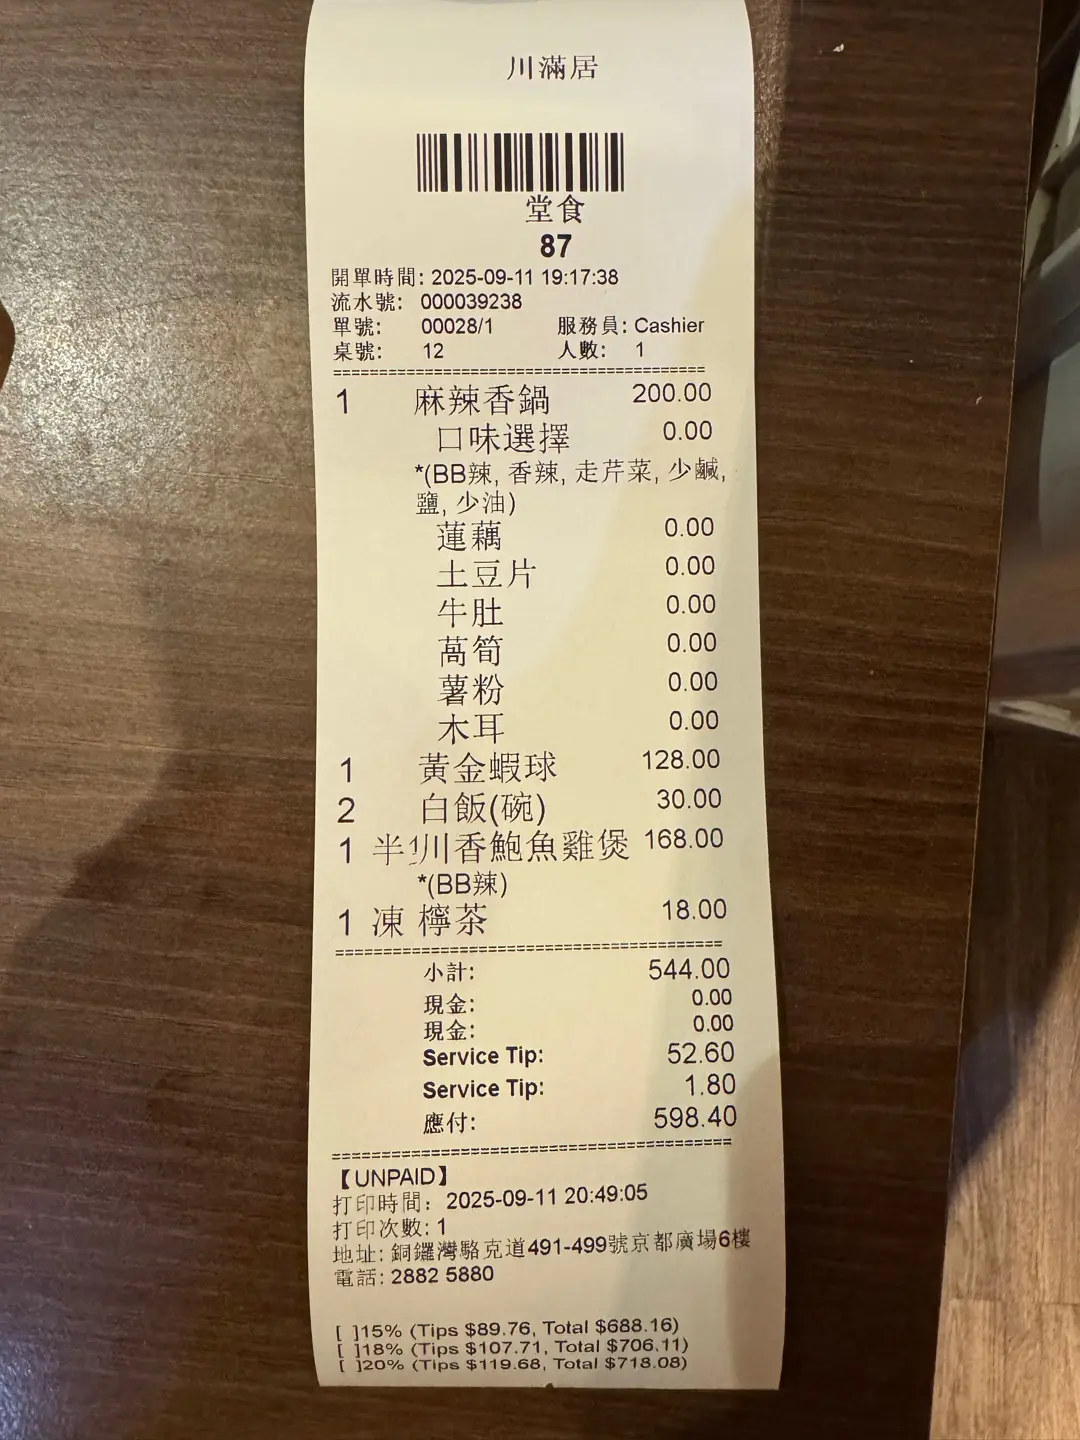 川滿居
堂食
87
開單時間: 2025-09-11 19:17:38
流水號: 000039238
單號: 00028/1 服務員: Cashier
桌號: 12 人數: 1
1 麻辣香鍋 200.00
口味選擇 0.00
*(BB辣, 香辣, 走芹菜, 少鹹,
鹽, 少油)
蓮藕 0.00
土豆片 0.00
牛肚 0.00
萵筍 0.00
薯粉 0.00
木耳 0.00
1 黃金蝦球 128.00
2 白飯(碗) 30.00
1 半 川香鮑魚雞煲 168.00
*(BB辣)
1 凍 檸茶 18.00
小計: 544.00
現金: 0.00
現金: 0.00
Service Tip: 52.60
Service Tip: 1.80
應付: 598.40
【UNPAID】
打印時間: 2025-09-11 20:49:05
打印次數: 1
地址: 銅鑼灣駱克道491-499號京都廣場6樓
電話: 2882 5880
[ ]15% (Tips $89.76, Total $688.16)
[ ]18% (Tips $107.71, Total $706.11)
[ ]20% (Tips $119.68, Total $718.08)